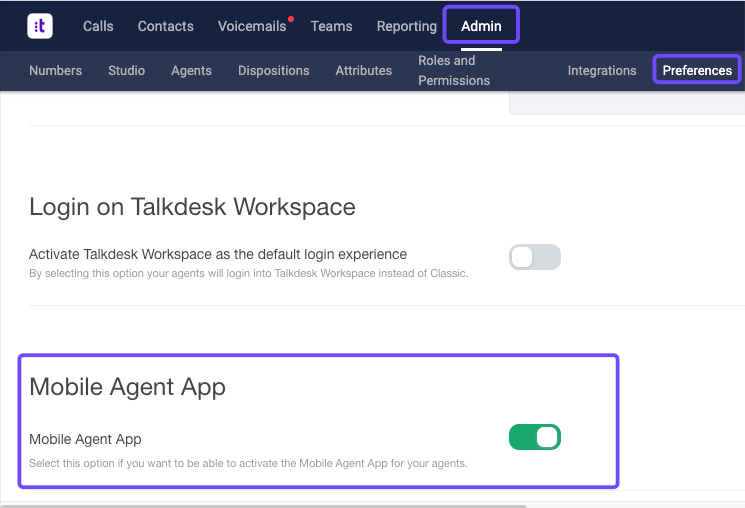 :t
Calls Contacts Voicemails Teams Reporting Admin
Numbers Studio Agents Dispositions Attributes Roles and Permissions Integrations Preferences
Login on Talkdesk Workspace
Activate Talkdesk Workspace as the default login experience
By selecting this option your agents will login into Talkdesk Workspace instead of Classic.
Mobile Agent App
Mobile Agent App
Select this option if you want to be able to activate the Mobile Agent App for your agents.